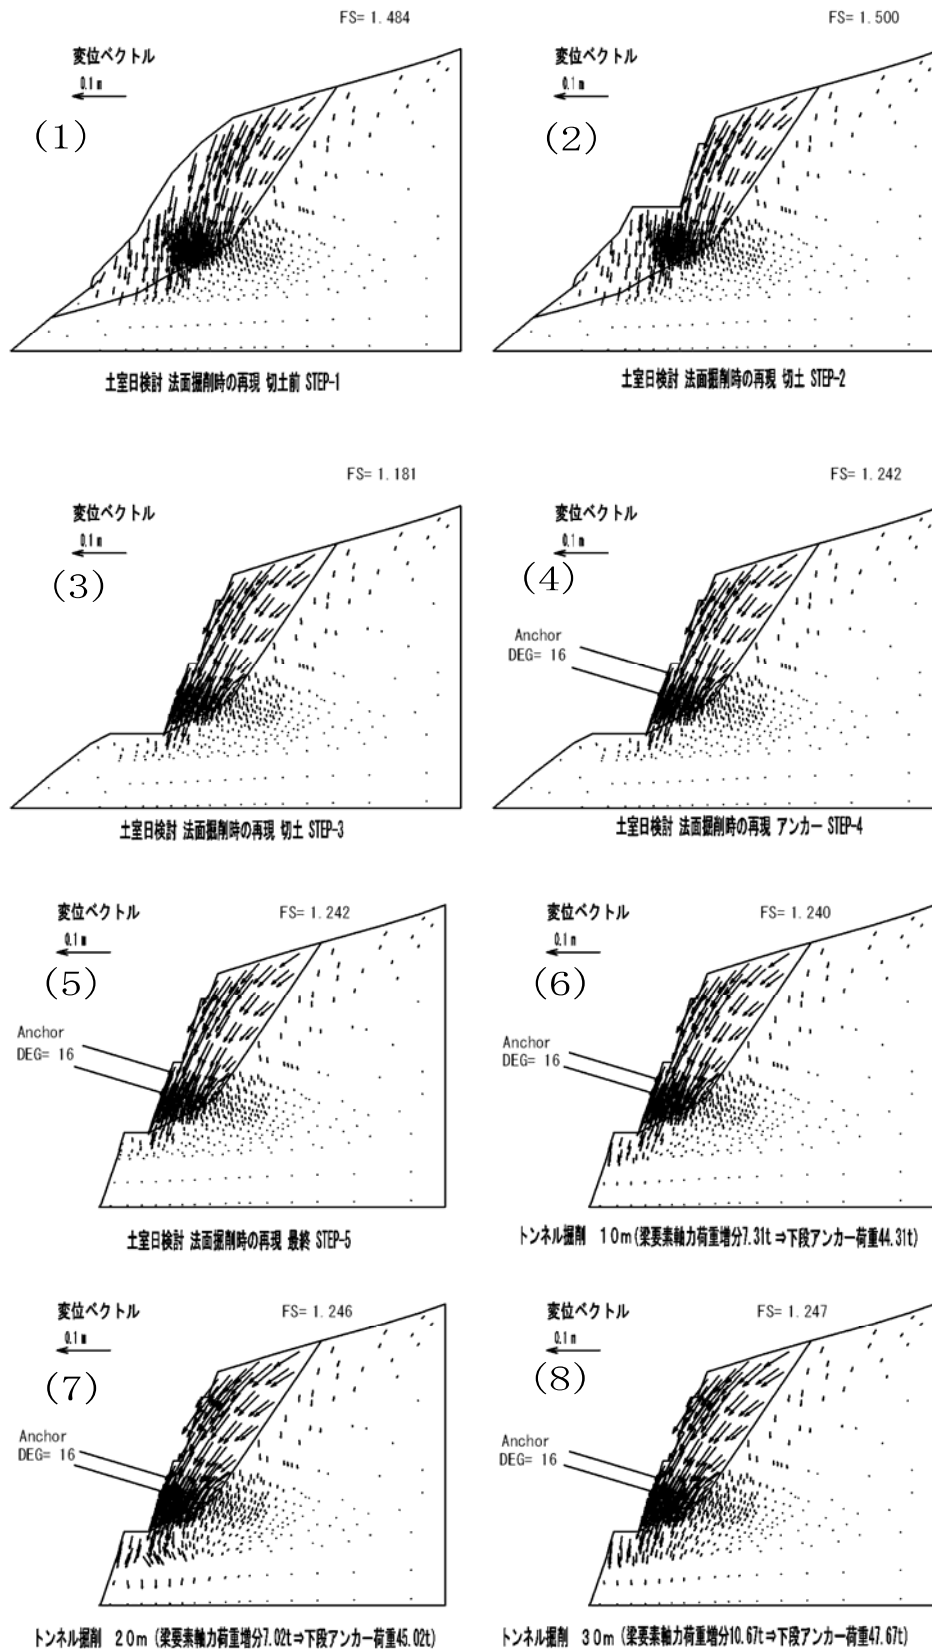 FS= 1.484
変位ベクトル
0.1 m
(1)
土室日検討 法面掘削時の再現 切土前 STEP-1
FS= 1.500
変位ベクトル
0.1 m
(2)
土室日検討 法面掘削時の再現 切土 STEP-2
FS= 1.181
変位ベクトル
0.1 m
(3)
土室日検討 法面掘削時の再現 切土 STEP-3
FS= 1.242
変位ベクトル
0.1 m
(4)
Anchor
DEG= 16
土室日検討 法面掘削時の再現 アンカー STEP-4
FS= 1.242
変位ベクトル
0.1 m
(5)
Anchor
DEG= 16
土室日検討 法面掘削時の再現 最終 STEP-5
FS= 1.240
変位ベクトル
0.1 m
(6)
Anchor
DEG= 16
トンネル掘削 10m(梁要素軸力荷重増分7.31t⇒下段アンカー荷重44.31t)
FS= 1.246
変位ベクトル
0.1 m
(7)
Anchor
DEG= 16
トンネル掘削 20m (梁要素軸力荷重増分7.02t⇒下段アンカー荷重45.02t)
FS= 1.247
変位ベクトル
0.1 m
(8)
Anchor
DEG= 16
トンネル掘削 30m (梁要素軸力荷重増分10.67t⇒下段アンカー荷重47.67t)